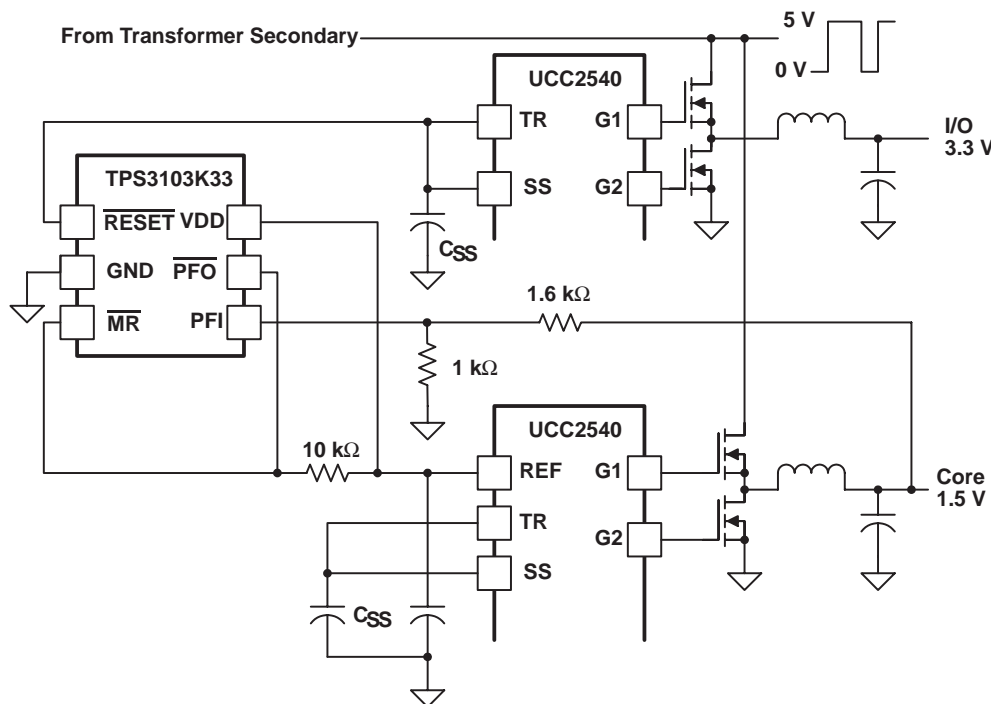 From Transformer Secondary
5 V
0 V
UCC2540
TR
G1
SS
G2
I/O
3.3 V
TPS3103K33
RESET
VDD
GND
PFO
MR
PFI
CSS
1.6 kΩ
1 kΩ
UCC2540
10 kΩ
REF
G1
TR
G2
SS
Core
1.5 V
CSS